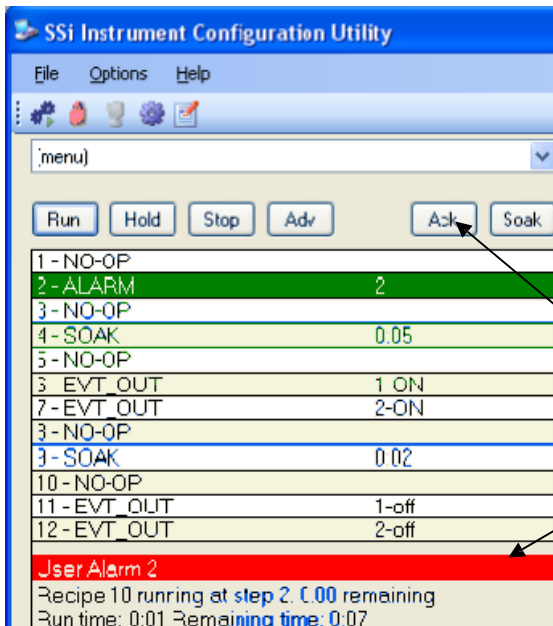 SSi Instrument Configuration Utility
File Options Help
(menu)
Run Hold Stop Adv Ack Soak
1 - NO-OP
2 - ALARM 2
3 - NO-OP
4 - SOAK 0:05
5 - NO-OP
6 - EVT_OUT 1-ON
7 - EVT_OUT 2-ON
8 - NO-OP
9 - SOAK 0:02
10 - NO-OP
11 - EVT_OUT 1-off
12 - EVT_OUT 2-off
User Alarm 2
Recipe 10 running at step 2. 0:00 remaining
Run time: 0:01 Remaining time: 0:07